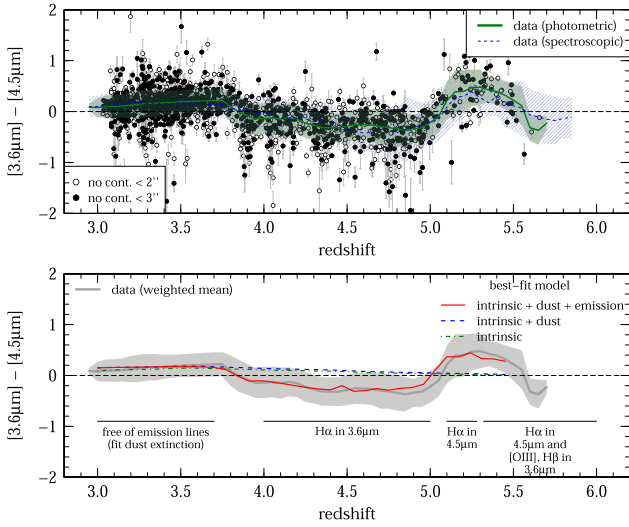 2
1
0
−1
−2
[3.6μm] − [4.5μm]
data (photometric)
data (spectroscopic)
no cont. < 2''
no cont. < 3''
3.0 3.5 4.0 4.5 5.0 5.5 6.0
redshift
2
1
0
−1
−2
[3.6μm] − [4.5μm]
data (weighted mean)
best−fit model
intrinsic + dust + emission
intrinsic + dust
intrinsic
free of emission lines
(fit dust extinction)
Hα in 3.6μm
Hα in
4.5μm
Hα in
4.5μm and
[OIII], Hβ in
3.6μm
3.0 3.5 4.0 4.5 5.0 5.5 6.0
redshift